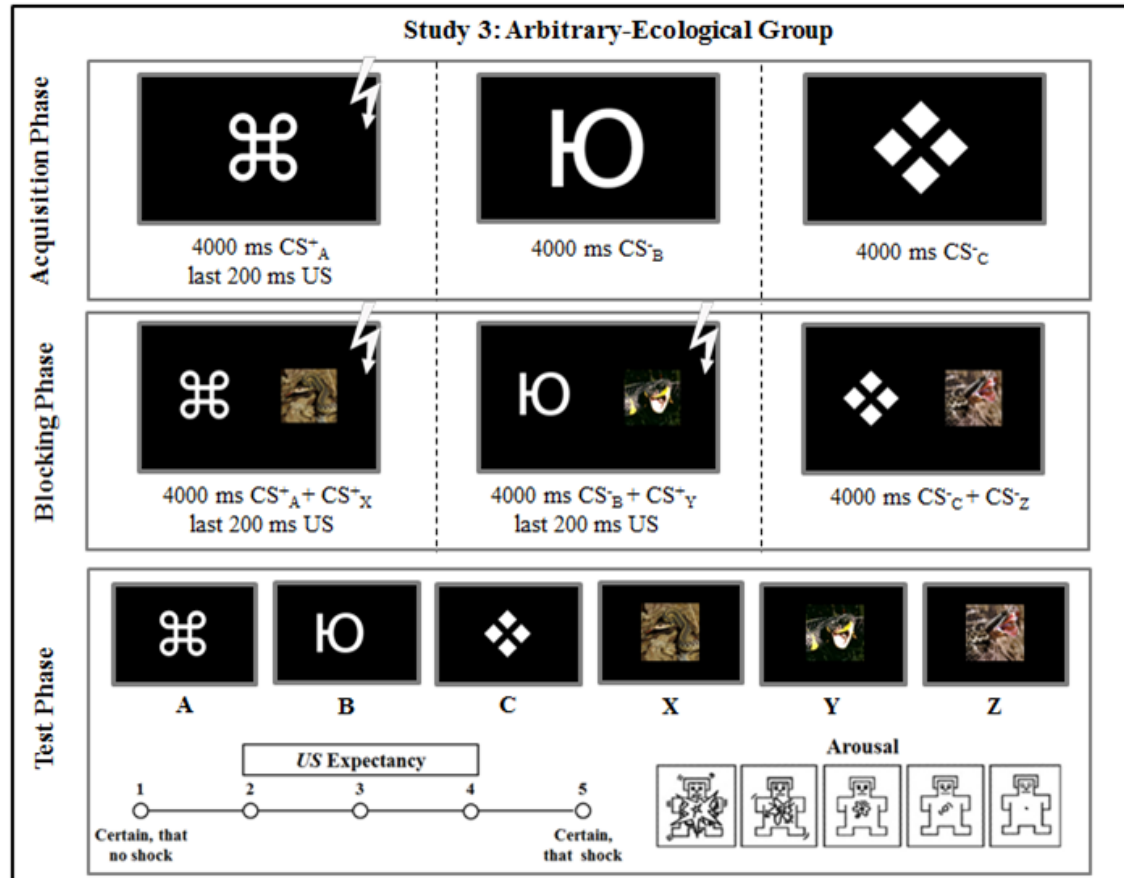 Study 3: Arbitrary-Ecological Group
Acquisition Phase
⌘
Ю
❖
4000 ms CS⁺A
last 200 ms US
4000 ms CS⁻B
4000 ms CS⁻C
Blocking Phase
⌘
Ю
❖
4000 ms CS⁺A + CS⁺X
last 200 ms US
4000 ms CS⁻B + CS⁺Y
last 200 ms US
4000 ms CS⁻C + CS⁻Z
Test Phase
⌘
Ю
❖
A B C X Y Z
US Expectancy
1 2 3 4 5
Certain, that
no shock
Certain,
that shock
Arousal